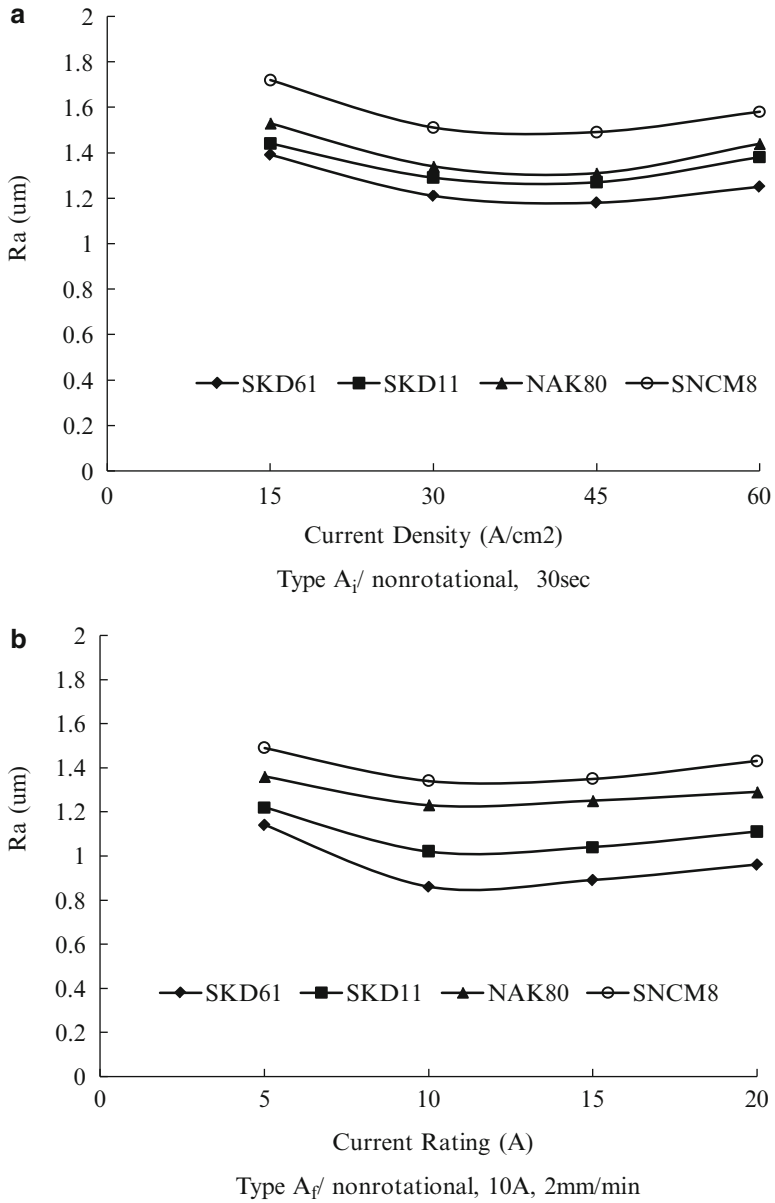 a
2
1.8
1.6
1.4
1.2
1
0.8
0.6
0.4
0.2
0
Ra (um)
SKD61 SKD11 NAK80 SNCM8
0 15 30 45 60
Current Density (A/cm2)
Type Ai/ nonrotational, 30sec
b
2
1.8
1.6
1.4
1.2
1
0.8
0.6
0.4
0.2
0
Ra (um)
SKD61 SKD11 NAK80 SNCM8
0 5 10 15 20
Current Rating (A)
Type Af/ nonrotational, 10A, 2mm/min